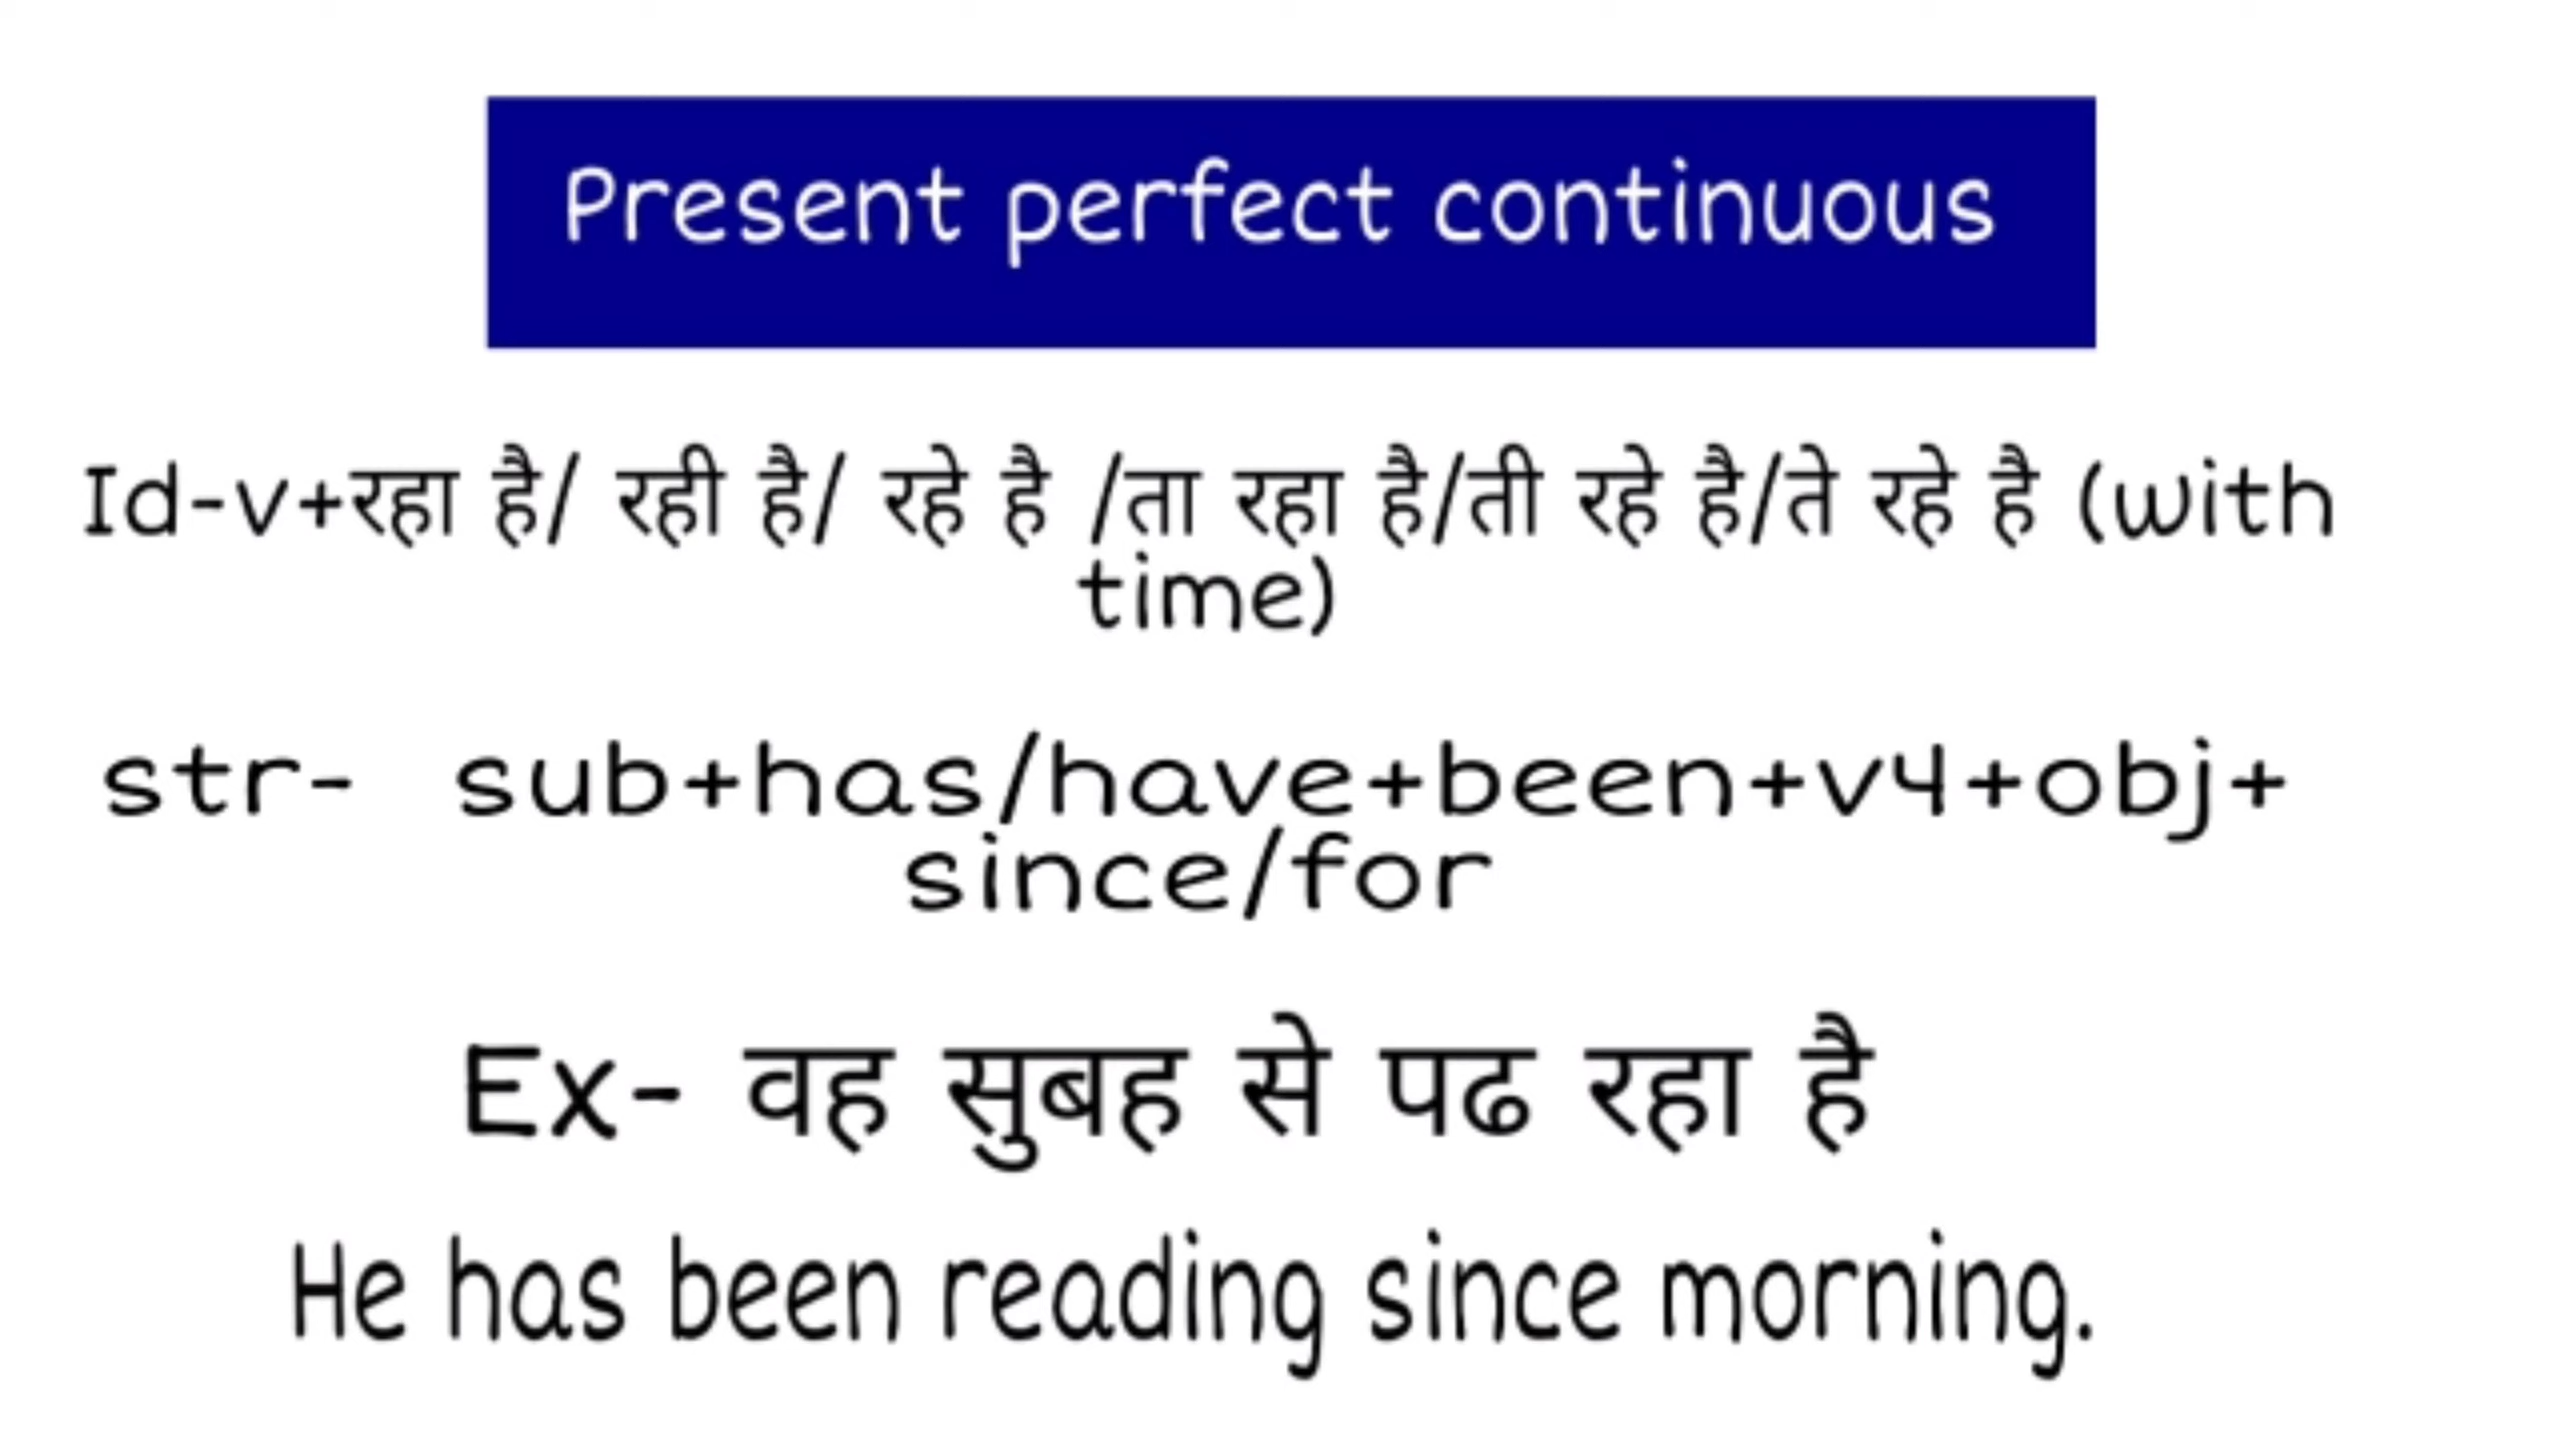 Present perfect continuous
Id-v+रहा है/ रही है/ रहे है /ता रहा है/ती रहे है/ते रहे है (with
time)
str- sub+has/have+been+v4+obj+
since/for
Ex- वह सुबह से पढ रहा है
He has been reading since morning.